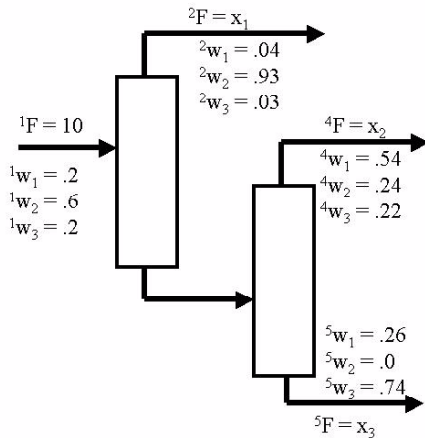 ²F = x₁
²w₁ = .04
²w₂ = .93
²w₃ = .03
¹F = 10
¹w₁ = .2
¹w₂ = .6
¹w₃ = .2
⁴F = x₂
⁴w₁ = .54
⁴w₂ = .24
⁴w₃ = .22
⁵w₁ = .26
⁵w₂ = .0
⁵w₃ = .74
⁵F = x₃